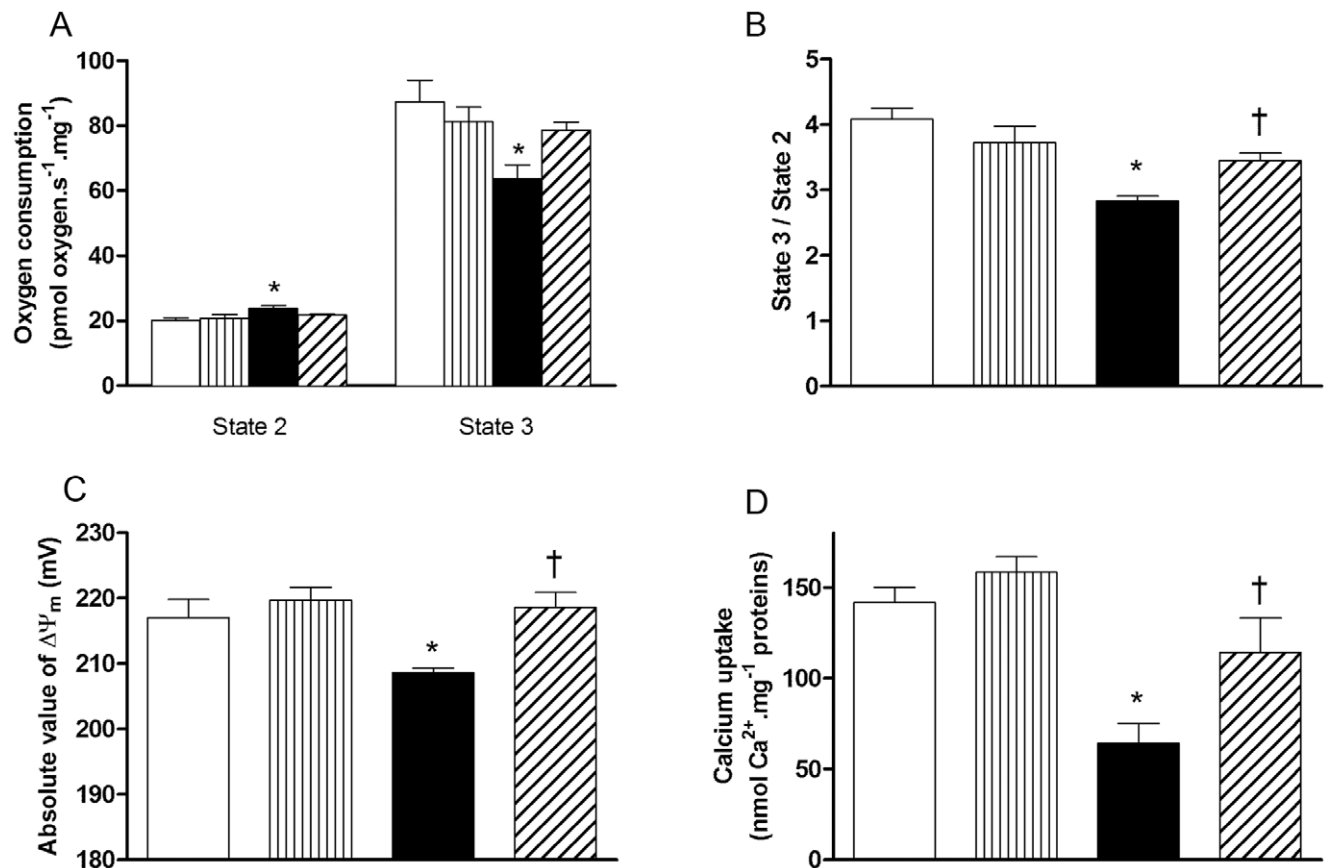 A
Oxygen consumption
(pmol oxygen.s⁻¹.mg⁻¹)
100
80
60
40
20
0
*
*
State 2
State 3
B
State 3 / State 2
5
4
3
2
1
0
*
†
C
Absolute value of ΔΨm (mV)
230
220
210
200
190
180
*
†
D
Calcium uptake
(nmol Ca²⁺.mg⁻¹ proteins)
150
100
50
0
*
†